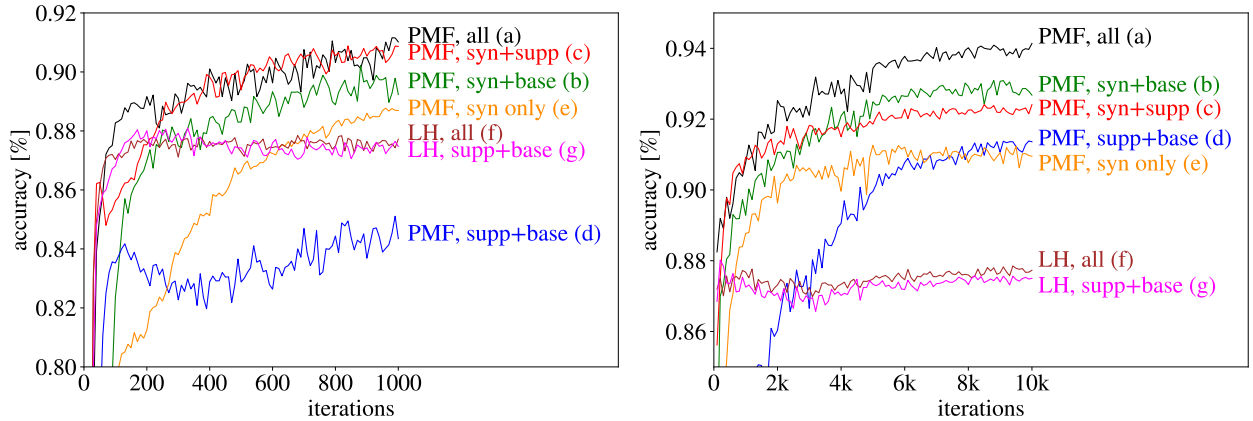 0.92
0.90
0.88
0.86
0.84
0.82
0.80
accuracy [%]
PMF, all (a)
PMF, syn+supp (c)
PMF, syn+base (b)
PMF, syn only (e)
LH, all (f)
LH, supp+base (g)
PMF, supp+base (d)
0 200 400 600 800 1000
iterations
0.94
0.92
0.90
0.88
0.86
accuracy [%]
PMF, all (a)
PMF, syn+base (b)
PMF, syn+supp (c)
PMF, supp+base (d)
PMF, syn only (e)
LH, all (f)
LH, supp+base (g)
0 2k 4k 6k 8k 10k
iterations